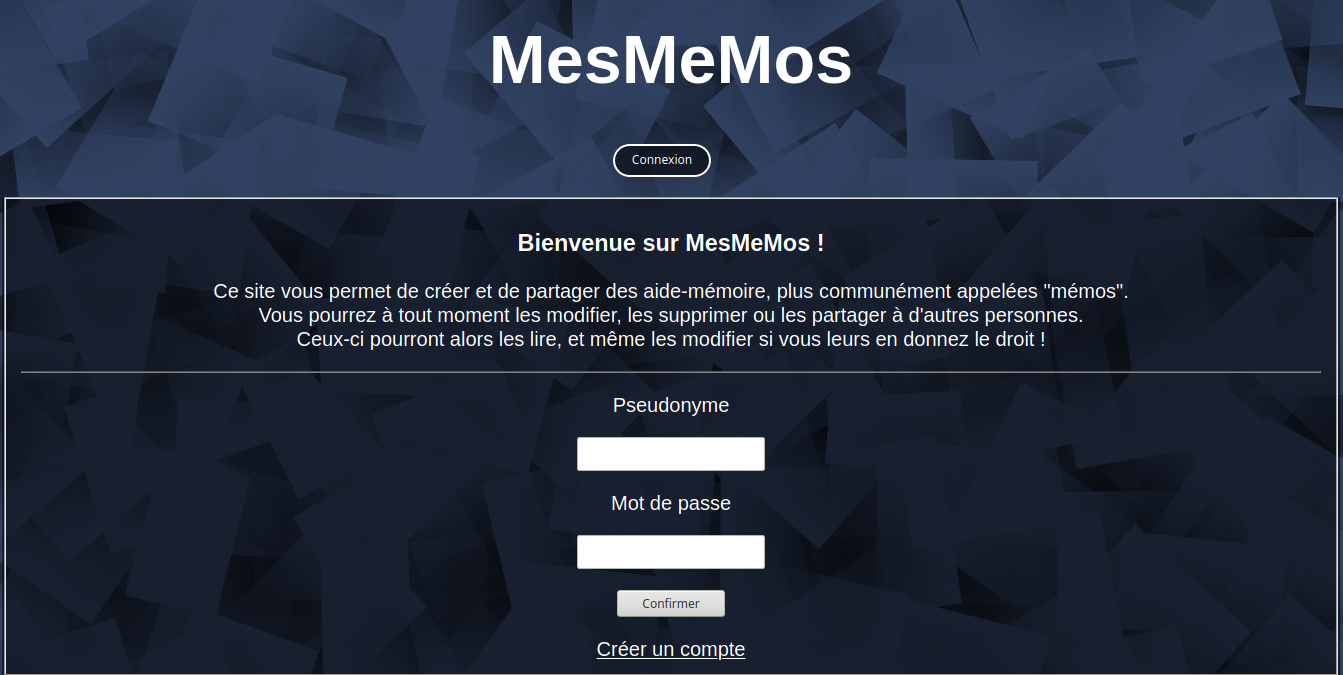 MesMeMos
Connexion
Bienvenue sur MesMeMos !
Ce site vous permet de créer et de partager des aide-mémoire, plus communément appelées "mémos".
Vous pourrez à tout moment les modifier, les supprimer ou les partager à d'autres personnes.
Ceux-ci pourront alors les lire, et même les modifier si vous leurs en donnez le droit !
Pseudonyme
Mot de passe
Confirmer
Créer un compte